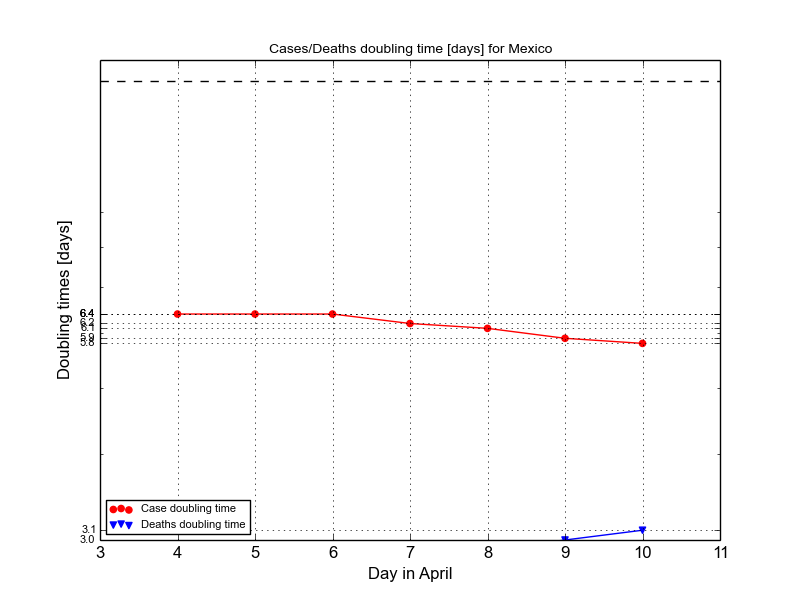 Cases/Deaths doubling time [days] for Mexico
Doubling times [days]
6.4
6.2
6.1
5.9
5.8
3.1
3.0
Case doubling time
Deaths doubling time
3 4 5 6 7 8 9 10 11
Day in April